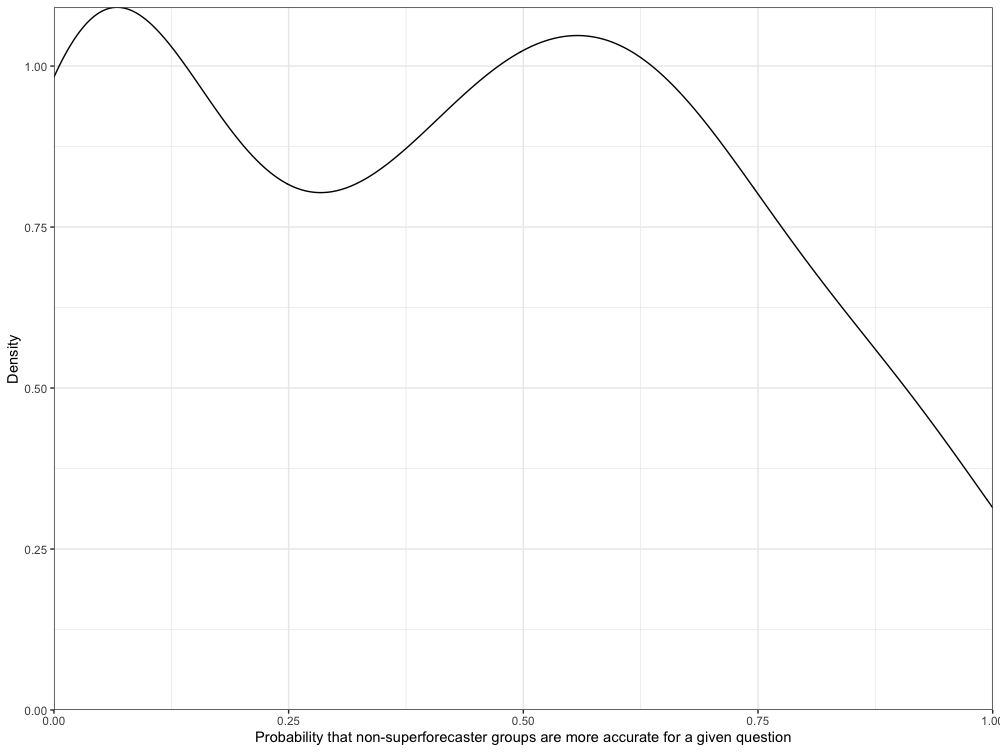 1.00
0.75
Density
0.50
0.25
0.00
0.00 0.25 0.50 0.75 1.00
Probability that non-superforecaster groups are more accurate for a given question